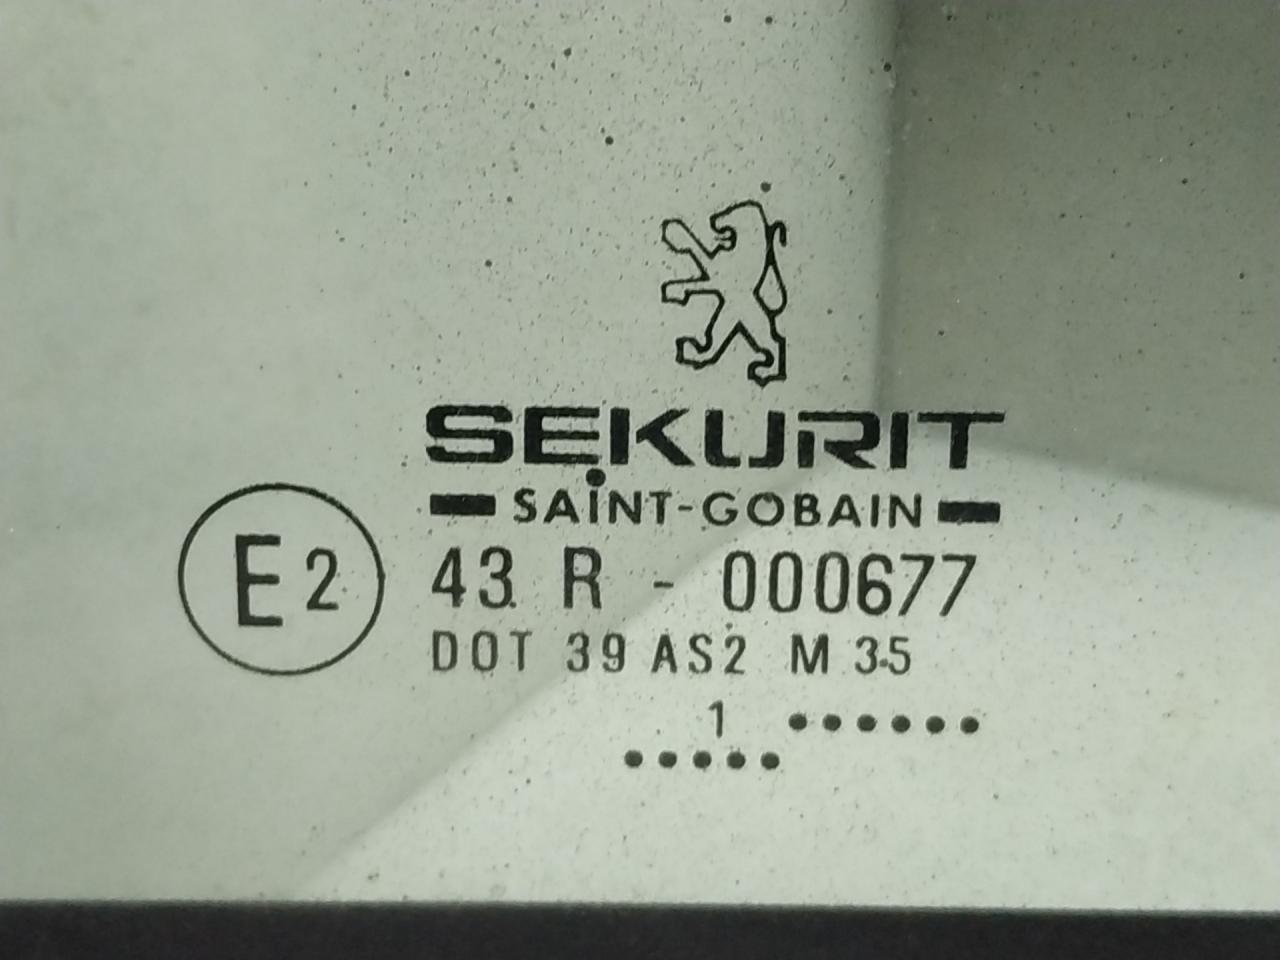 SEKURIT
SAINT-GOBAIN
E2
43 R - 000677
DOT 39 AS2 M 35
1 ••••••
•••••